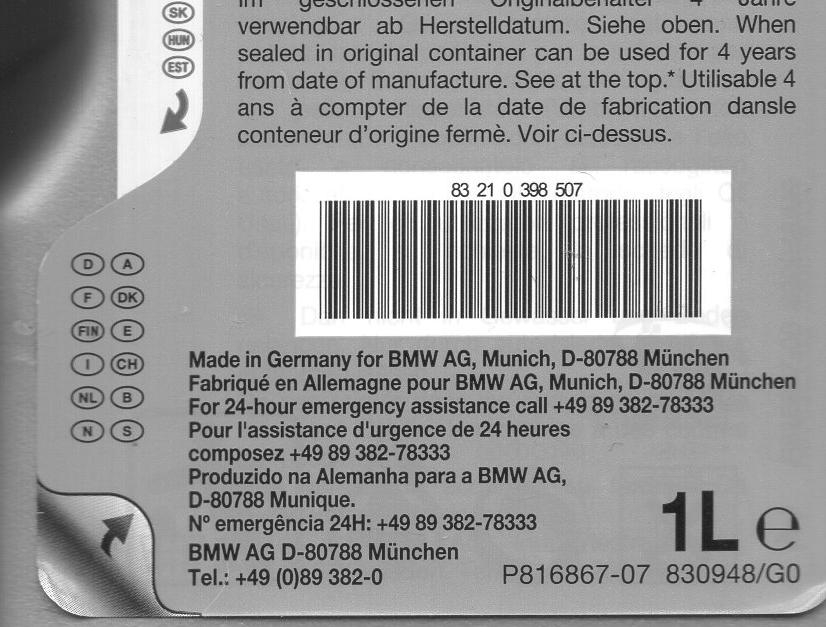 SK
HUN
EST
Im geschlossenen Originalbehälter 4 Jahre
verwendbar ab Herstelldatum. Siehe oben. When
sealed in original container can be used for 4 years
from date of manufacture. See at the top.* Utilisable 4
ans à compter de la date de fabrication dansle
conteneur d'origine fermè. Voir ci-dessus.
83 21 0 398 507
D A
F DK
FIN E
I CH
NL B
N S
Made in Germany for BMW AG, Munich, D-80788 München
Fabriqué en Allemagne pour BMW AG, Munich, D-80788 München
For 24-hour emergency assistance call +49 89 382-78333
Pour l'assistance d'urgence de 24 heures
composez +49 89 382-78333
Produzido na Alemanha para a BMW AG,
D-80788 Munique.
Nº emergência 24H: +49 89 382-78333
BMW AG D-80788 München
Tel.: +49 (0)89 382-0
1L e
P816867-07 830948/G0